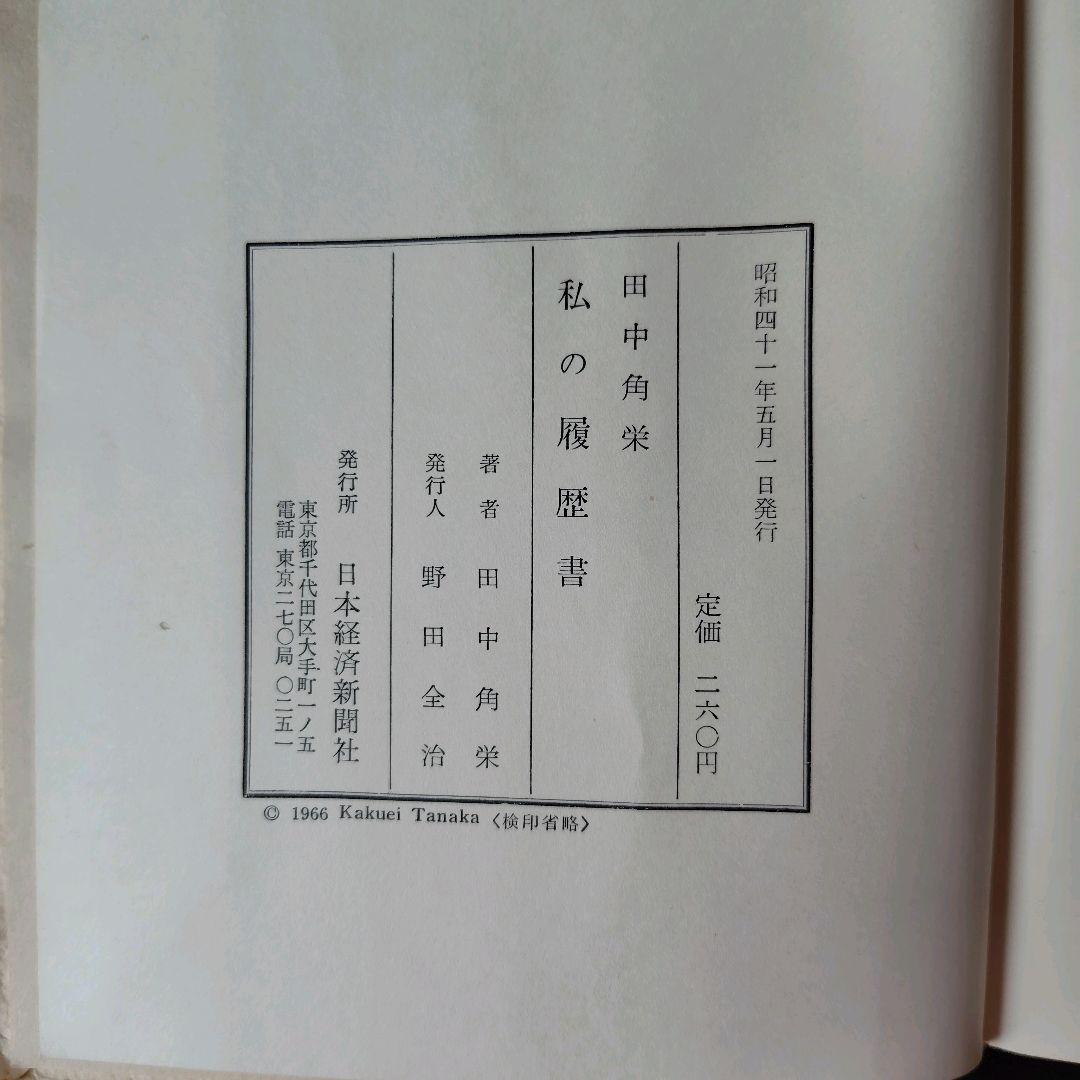 昭和四十一年五月一日発行
定価 二六〇円
田中角栄
私の履歴書
著者 田中角栄
発行人 野田全治
発行所 日本経済新聞社
東京都千代田区大手町一ノ五
電話 東京二七〇局 〇二五一
© 1966 Kakuei Tanaka 〈検印省略〉